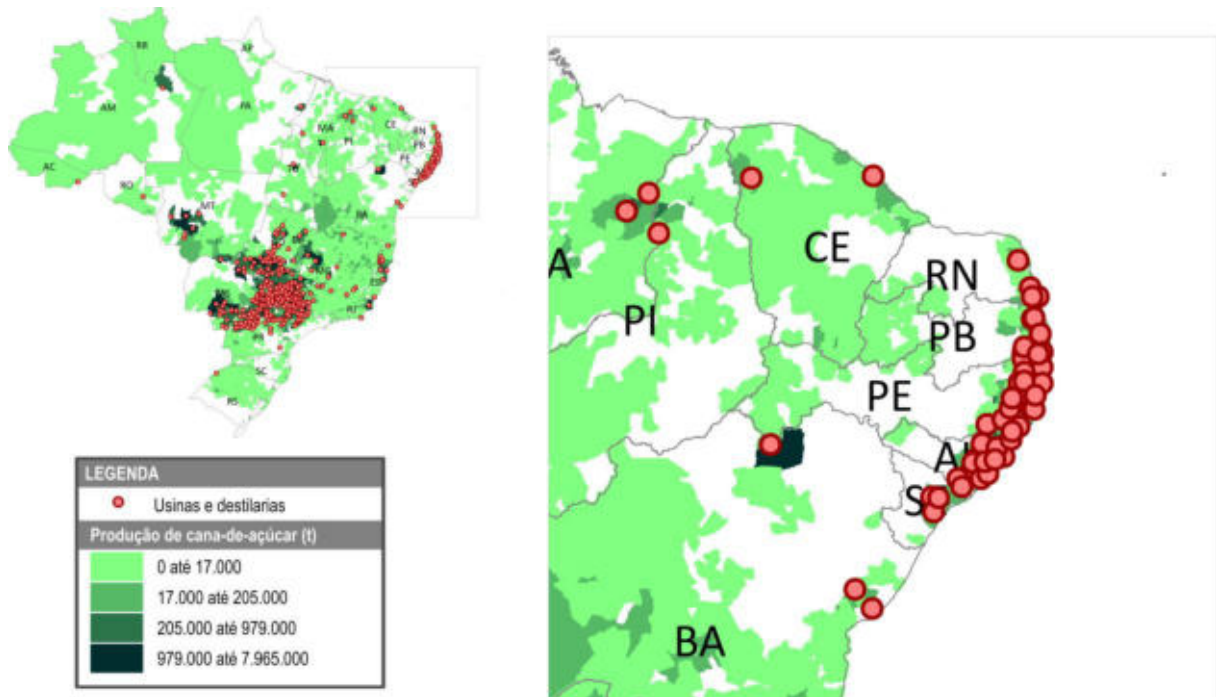 RR
AP
AM
PA
MA
CE
RN
PI
PB
PE
AC
TO
RO
BA
MT
ES
RJ
PR
SC
RS
LEGENDA
Usinas e destilarias
Produção de cana-de-açúcar (t)
0 até 17.000
17.000 até 205.000
205.000 até 979.000
979.000 até 7.965.000
CE
RN
A
PI
PB
PE
BA